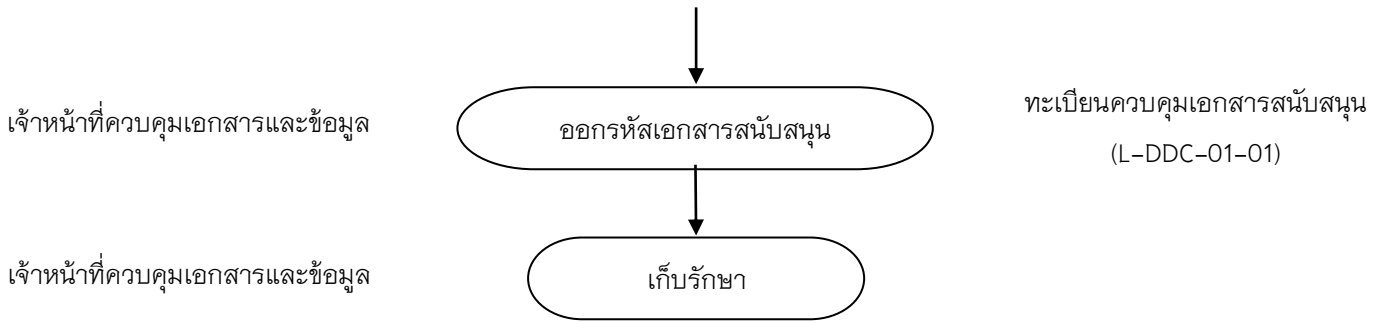 เจ้าหน้าที่ควบคุมเอกสารและข้อมูล
ออกรหัสเอกสารสนับสนุน
ทะเบียนควบคุมเอกสารสนับสนุน
(L-DDC-01-01)
เจ้าหน้าที่ควบคุมเอกสารและข้อมูล
เก็บรักษา